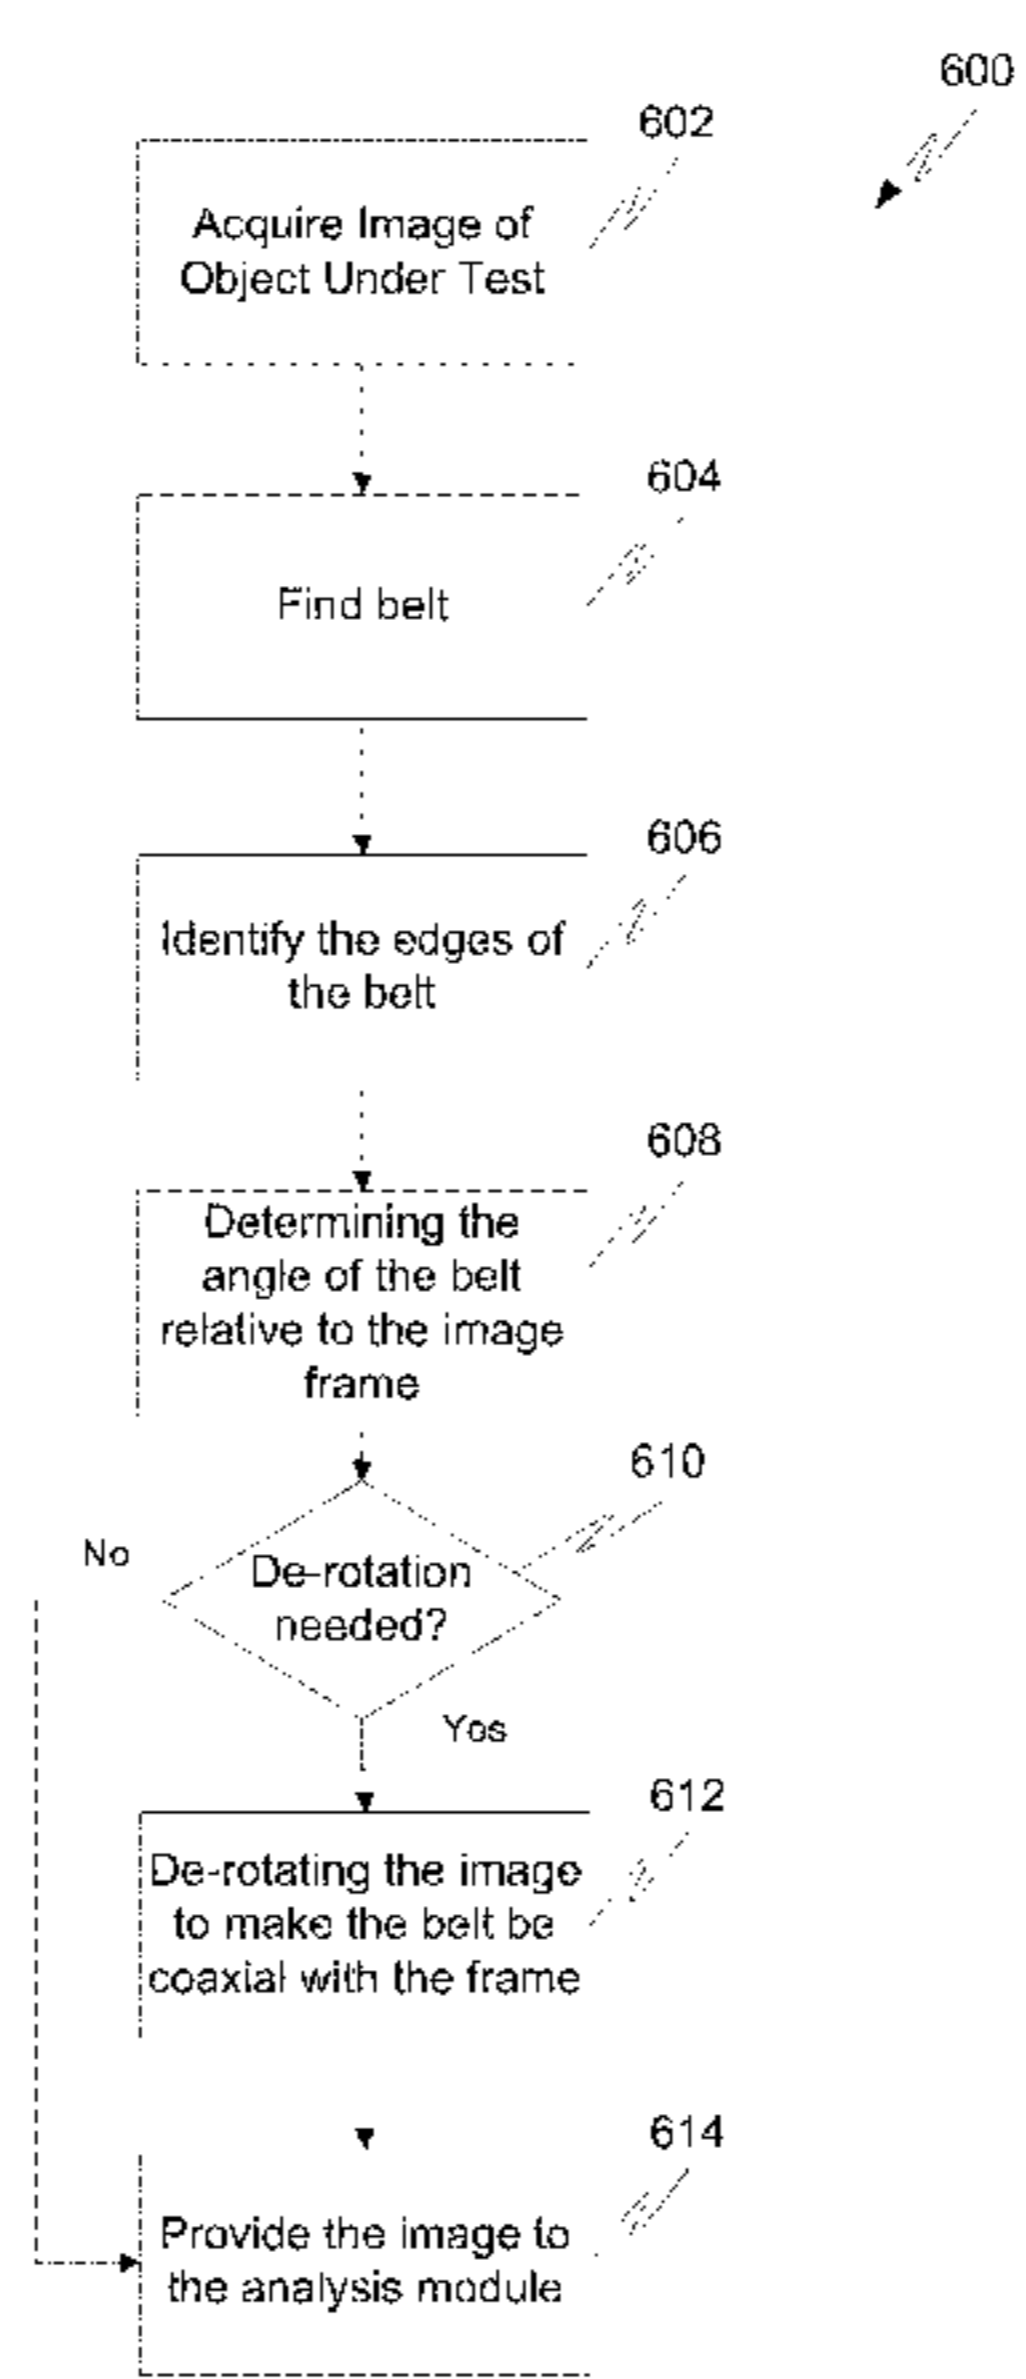 600
602
Acquire Image of
Object Under Test
604
Find belt
606
Identify the edges of
the belt
608
Determining the
angle of the belt
relative to the image
frame
610
No
De-rotation
needed?
Yes
612
De-rotating the image
to make the belt be
coaxial with the frame
614
Provide the image to
the analysis module